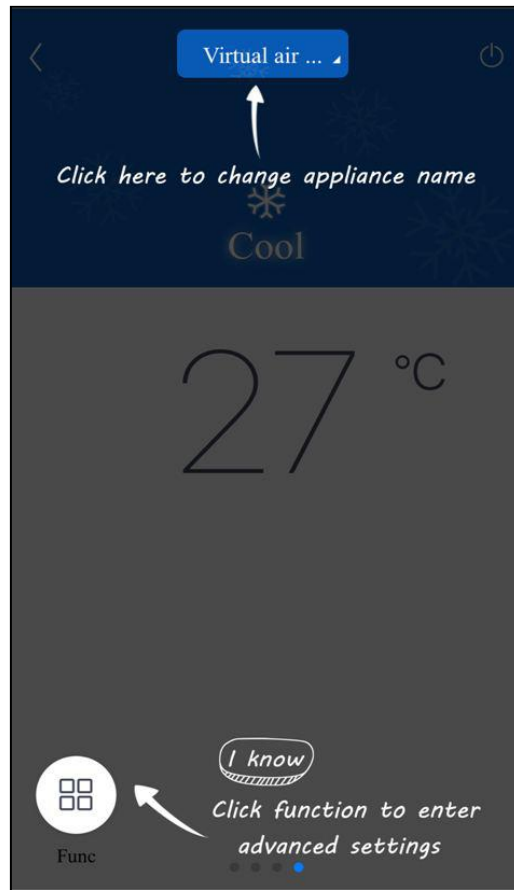 Virtual air ...
Click here to change appliance name
Cool
27 °C
I know
Click function to enter
advanced settings
Func